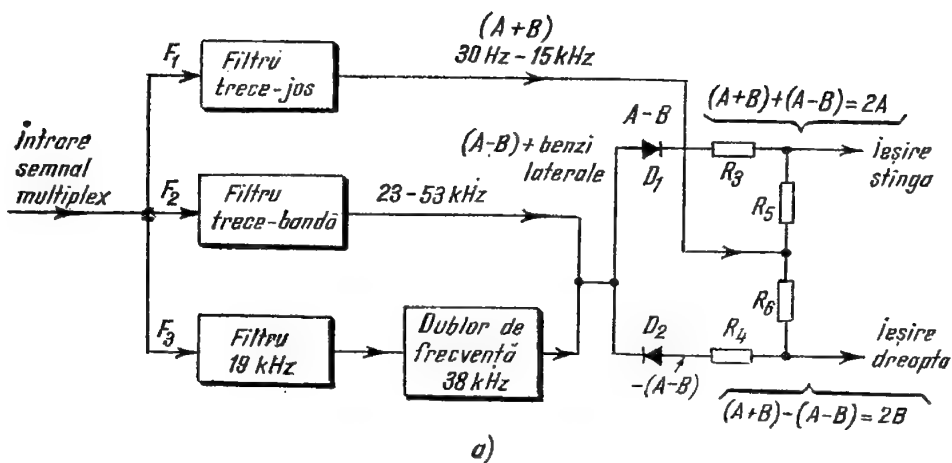 (A+B)
30 Hz – 15 kHz
F1
Filtru
trece-jos
(A+B)+(A-B)=2A
A-B
Intrare
semnal
multiplex
(A-B)+benzi
laterale
D1
R3
Ieșire
stînga
F2
Filtru
trece-bandă
23 – 53 kHz
R5
R6
F3
Filtru
19 kHz
Dublor de
frecvență
38 kHz
D2
R4
Ieșire
dreapta
-(A-B)
(A+B)-(A-B)=2B
a)